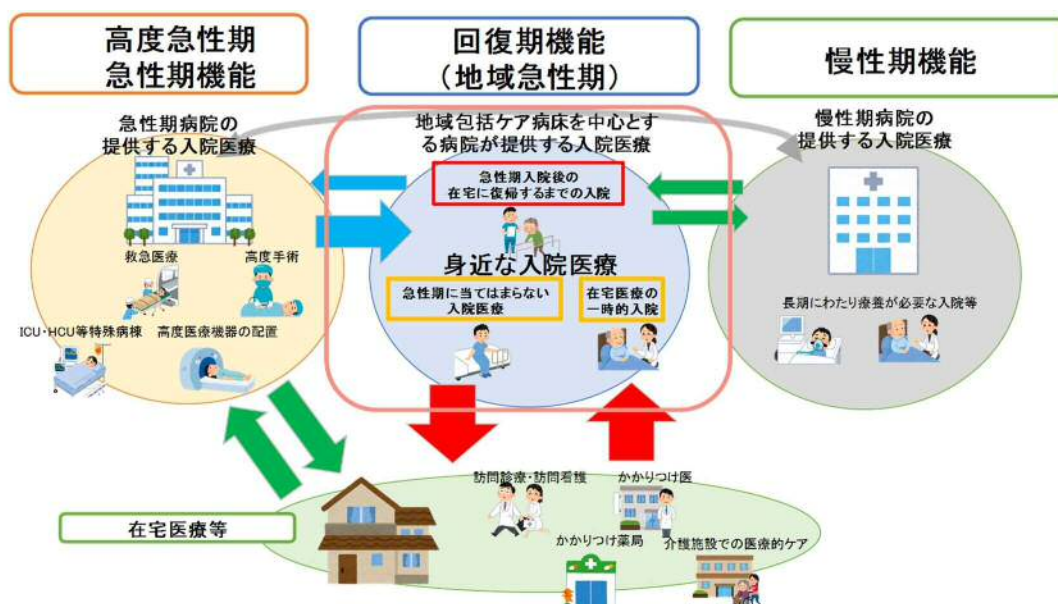 高度急性期
急性期機能
回復期機能
(地域急性期)
慢性期機能
急性期病院の
提供する入院医療
地域包括ケア病床を中心とす
る病院が提供する入院医療
慢性期病院の
提供する入院医療
急性期入院後の
在宅に復帰するまでの入院
救急医療
高度手術
身近な入院医療
急性期に当てはまらない
入院医療
在宅医療の
一時的入院
長期にわたり療養が必要な入院等
ICU・HCU等特殊病棟
高度医療機器の配置
訪問診療・訪問看護
かかりつけ医
在宅医療等
かかりつけ薬局
介護施設での医療的ケア